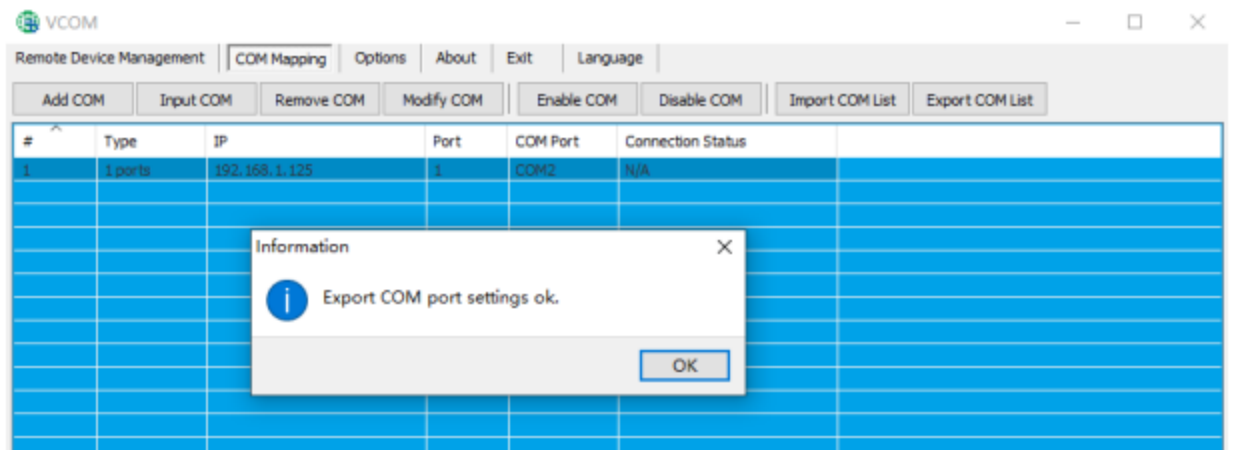 VCOM
Remote Device Management COM Mapping Options About Exit Language
Add COM Input COM Remove COM Modify COM Enable COM Disable COM Import COM List Export COM List
# Type IP Port COM Port Connection Status
1 1 ports 192.168.1.125 1 COM2 N/A
Information
Export COM port settings ok.
OK